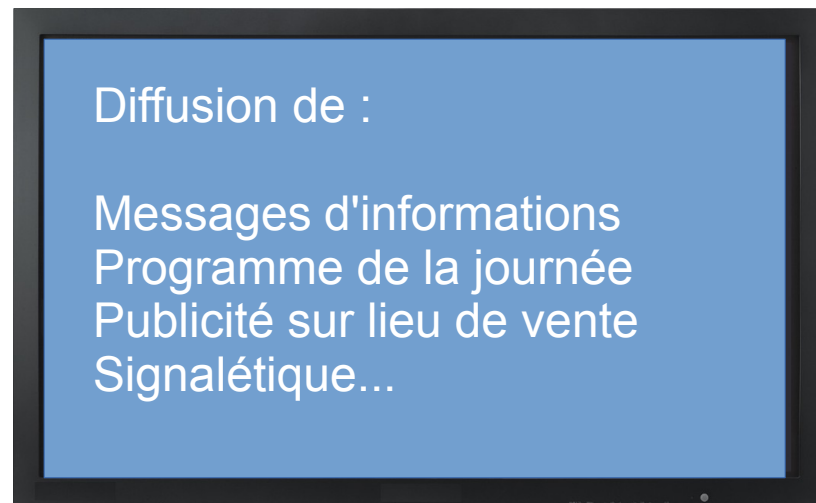 Diffusion de :
Messages d'informations
Programme de la journée
Publicité sur lieu de vente
Signalétique...